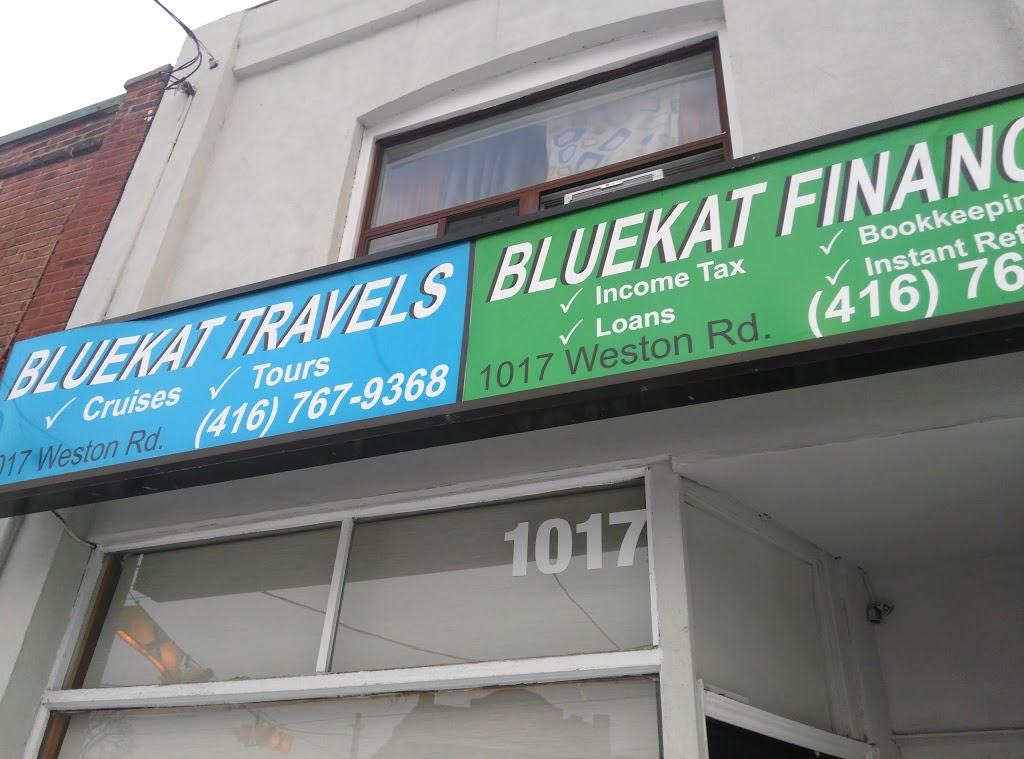 BLUEKAT TRAVELS
✓ Cruises ✓ Tours
(416) 767-9368
017 Weston Rd.
BLUEKAT FINANC
✓ Income Tax ✓ Bookkeepin
✓ Loans ✓ Instant Ref
1017 Weston Rd. (416) 76
1017